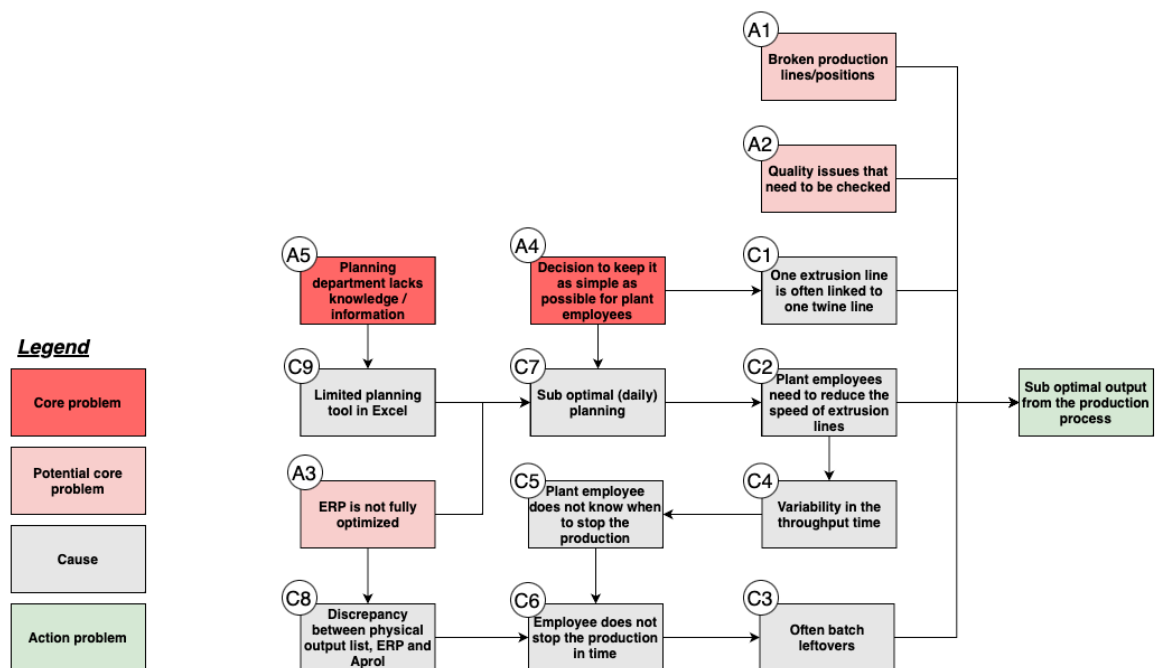 A1
Broken production
lines/positions
A2
Quality issues that
need to be checked
A5
Planning
department lacks
knowledge /
information
A4
Decision to keep it
as simple as
possible for plant
employees
C1
One extrusion line
is often linked to
one twine line
Legend
Core problem
Potential core
problem
Cause
Action problem
C9
Limited planning
tool in Excel
C7
Sub optimal (daily)
planning
C2
Plant employees
need to reduce the
speed of extrusion
lines
Sub optimal output
from the production
process
A3
ERP is not fully
optimized
C5
Plant employee
does not know when
to stop the
production
C4
Variability in the
throughput time
C8
Discrepancy
between physical
output list, ERP and
Aprol
C6
Employee does not
stop the production
in time
C3
Often batch
leftovers